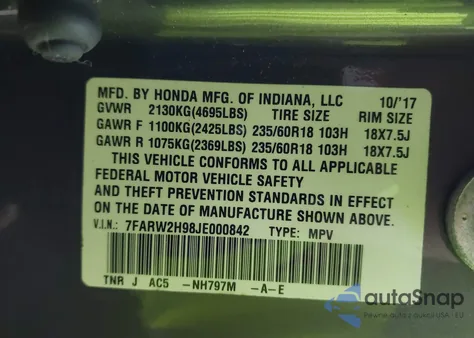 MFD. BY HONDA MFG. OF INDIANA, LLC 10/'17
GVWR 2130KG(4695LBS) TIRE SIZE RIM SIZE
GAWR F 1100KG(2425LBS) 235/60R18 103H 18X7.5J
GAWR R 1075KG(2369LBS) 235/60R18 103H 18X7.5J
THIS VEHICLE CONFORMS TO ALL APPLICABLE
FEDERAL MOTOR VEHICLE SAFETY
AND THEFT PREVENTION STANDARDS IN EFFECT
ON THE DATE OF MANUFACTURE SHOWN ABOVE.
V.I.N.: 7FARW2H98JE000842 TYPE: MPV
TNR J AC5 -NH797M -A-E
autoSnap